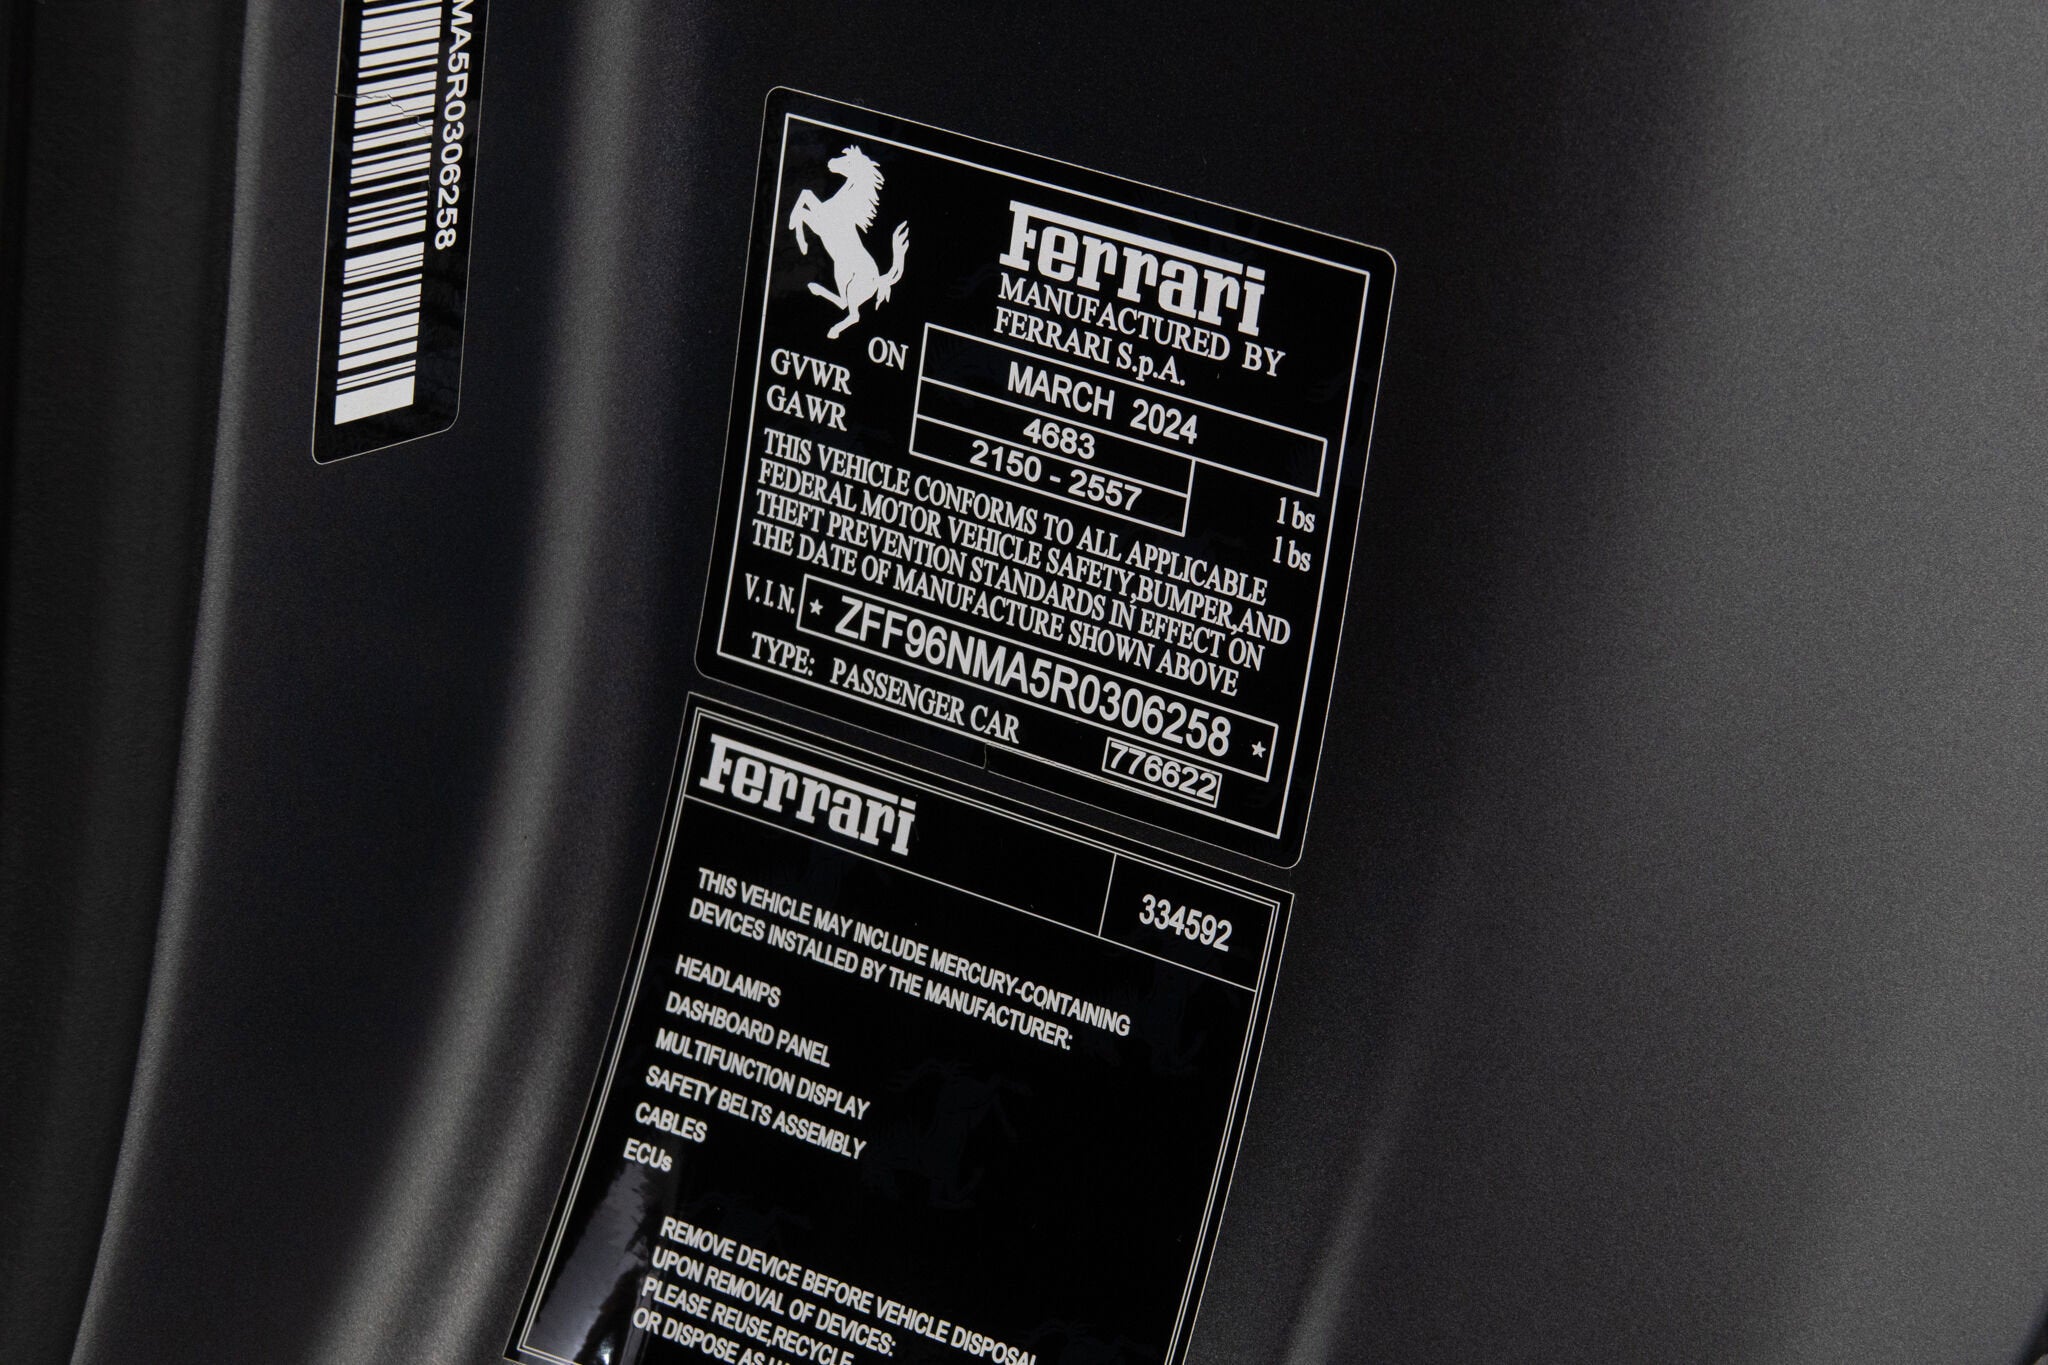 MA5R0306258
Ferrari
MANUFACTURED BY
FERRARI S.p.A.
ON MARCH 2024
GVWR 4683 lbs
GAWR 2150 - 2557 lbs
THIS VEHICLE CONFORMS TO ALL APPLICABLE
FEDERAL MOTOR VEHICLE SAFETY,BUMPER,AND
THEFT PREVENTION STANDARDS IN EFFECT ON
THE DATE OF MANUFACTURE SHOWN ABOVE
V.I.N. * ZFF96NMA5R0306258 *
TYPE: PASSENGER CAR
776622
Ferrari
334592
THIS VEHICLE MAY INCLUDE MERCURY-CONTAINING
DEVICES INSTALLED BY THE MANUFACTURER:
HEADLAMPS
DASHBOARD PANEL
MULTIFUNCTION DISPLAY
SAFETY BELTS ASSEMBLY
CABLES
ECUs
REMOVE DEVICE BEFORE VEHICLE DISPOSAL
UPON REMOVAL OF DEVICES:
PLEASE REUSE,RECYCLE
OR DISPOSE AS